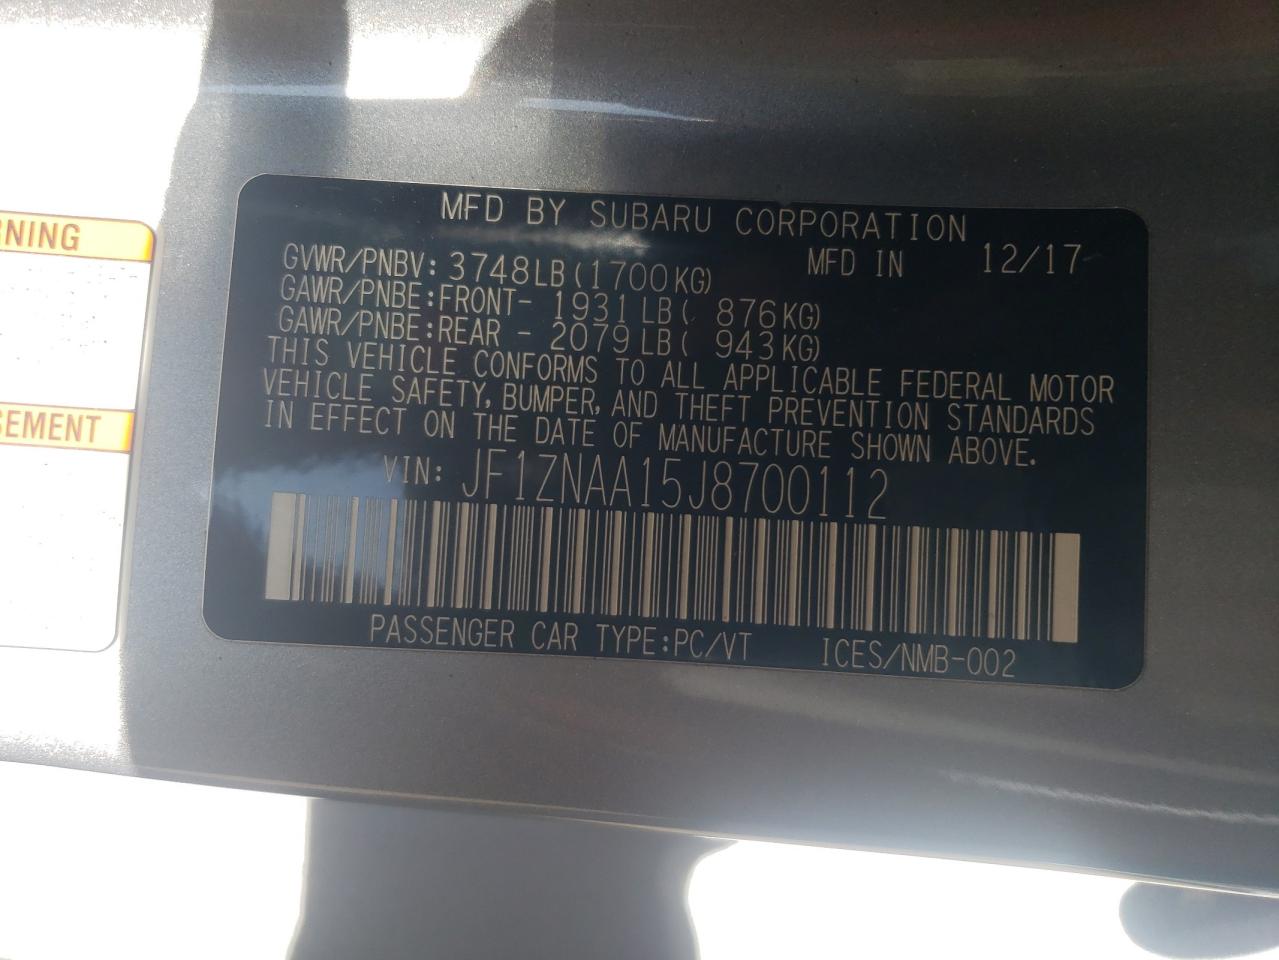 RNING
SEMENT
MFD BY SUBARU CORPORATION
GVWR/PNBV: 3748LB(1700KG) MFD IN 12/17
GAWR/PNBE:FRONT- 1931LB( 876KG)
GAWR/PNBE:REAR - 2079LB( 943KG)
THIS VEHICLE CONFORMS TO ALL APPLICABLE FEDERAL MOTOR
VEHICLE SAFETY, BUMPER, AND THEFT PREVENTION STANDARDS
IN EFFECT ON THE DATE OF MANUFACTURE SHOWN ABOVE.
VIN: JF1ZNAA15J8700112
PASSENGER CAR TYPE:PC/VT ICES/NMB-002